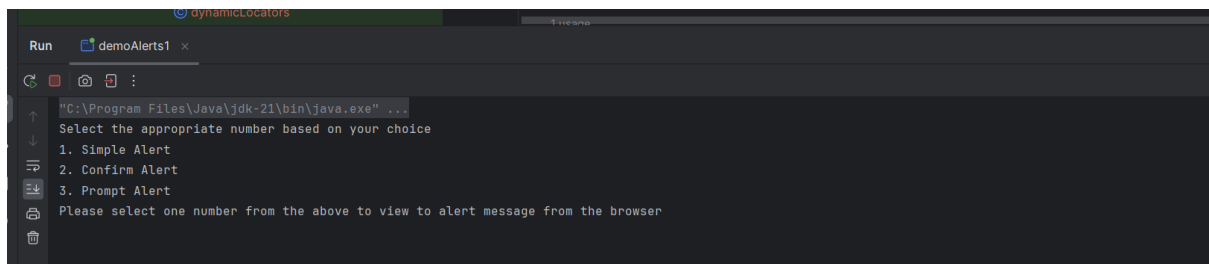 dynamicLocators
1 usage
Run demoAlerts1
"C:\Program Files\Java\jdk-21\bin\java.exe" ...
Select the appropriate number based on your choice
1. Simple Alert
2. Confirm Alert
3. Prompt Alert
Please select one number from the above to view to alert message from the browser